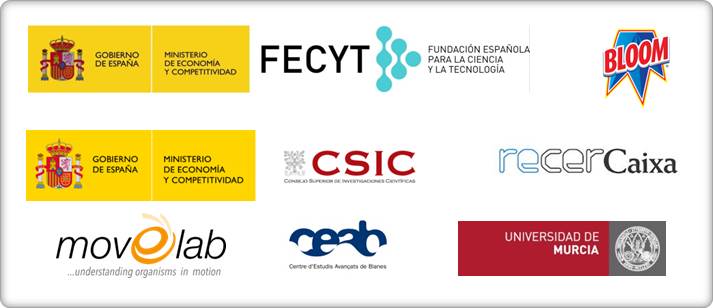 GOBIERNO
DE ESPAÑA
MINISTERIO
DE ECONOMÍA
Y COMPETITIVIDAD
FECYT
FUNDACIÓN ESPAÑOLA
PARA LA CIENCIA
Y LA TECNOLOGÍA
BLOOM
GOBIERNO
DE ESPAÑA
MINISTERIO
DE ECONOMÍA
Y COMPETITIVIDAD
CSIC
CONSEJO SUPERIOR DE INVESTIGACIONES CIENTÍFICAS
recerCaixa
movelab
...understanding organisms in motion
ceab
Centre d'Estudis Avançats de Blanes
UNIVERSIDAD DE
MURCIA